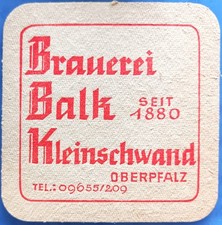 Brauerei
Balk SEIT 1880
Kleinschwand
OBERPFALZ
TEL.: 09655/209